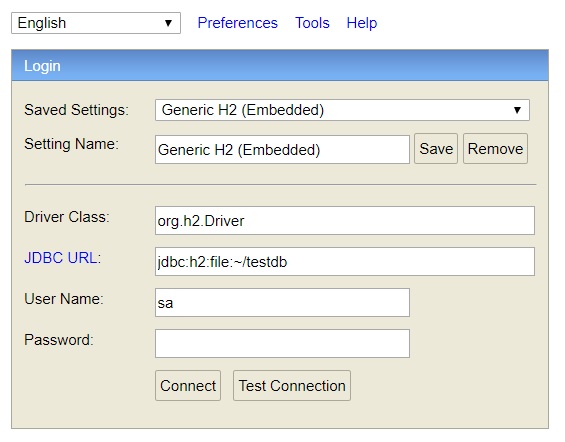 English Preferences Tools Help
Login
Saved Settings: Generic H2 (Embedded)
Setting Name: Generic H2 (Embedded) Save Remove
Driver Class: org.h2.Driver
JDBC URL: jdbc:h2:file:~/testdb
User Name: sa
Password:
Connect Test Connection